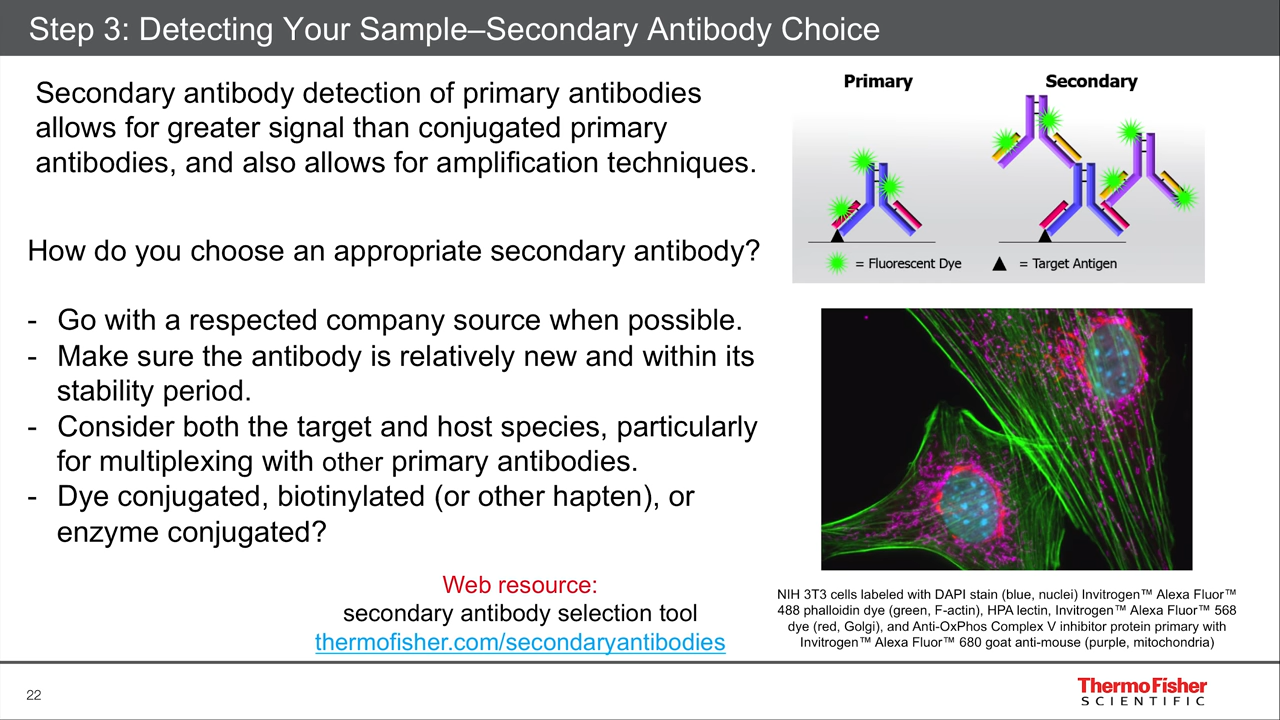 Step 3: Detecting Your Sample–Secondary Antibody Choice
Secondary antibody detection of primary antibodies
allows for greater signal than conjugated primary
antibodies, and also allows for amplification techniques.
How do you choose an appropriate secondary antibody?
- Go with a respected company source when possible.
- Make sure the antibody is relatively new and within its
stability period.
- Consider both the target and host species, particularly
for multiplexing with other primary antibodies.
- Dye conjugated, biotinylated (or other hapten), or
enzyme conjugated?
Web resource:
secondary antibody selection tool
thermofisher.com/secondaryantibodies
Primary
Secondary
= Fluorescent Dye
= Target Antigen
NIH 3T3 cells labeled with DAPI stain (blue, nuclei) Invitrogen™ Alexa Fluor™
488 phalloidin dye (green, F-actin), HPA lectin, Invitrogen™ Alexa Fluor™ 568
dye (red, Golgi), and Anti-OxPhos Complex V inhibitor protein primary with
Invitrogen™ Alexa Fluor™ 680 goat anti-mouse (purple, mitochondria)
22
ThermoFisher
SCIENTIFIC